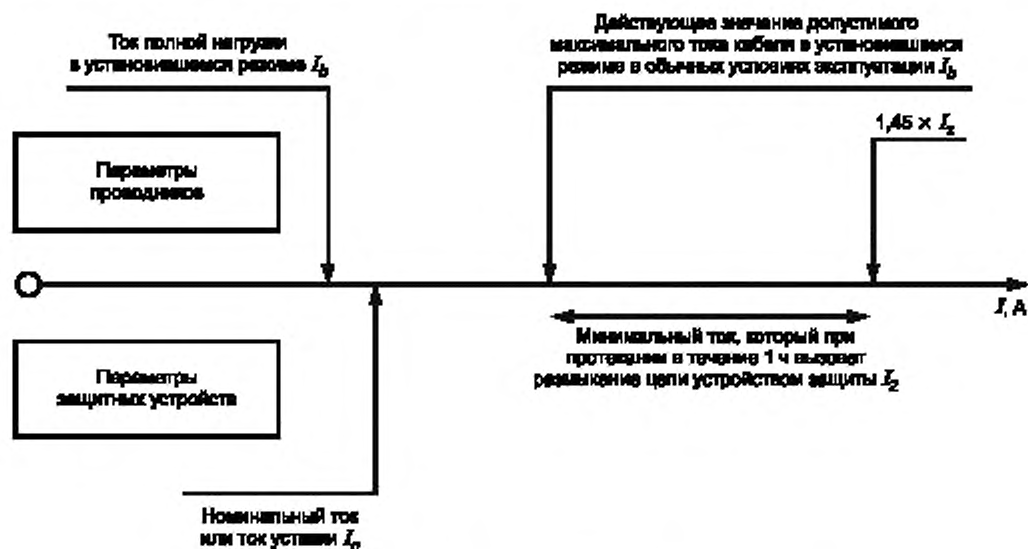 Ток полной нагрузки
в установившемся режиме I_b
Действующее значение допустимого
максимального тока кабеля в установившемся
режиме в обычных условиях эксплуатации I_b
1,45 × I_z
Параметры
проводников
I, А
Минимальный ток, который при
протекании в течение 1 ч вызовет
размыкание цепи устройством защиты I_2
Параметры
защитных устройств
Номинальный ток
или ток уставки I_n